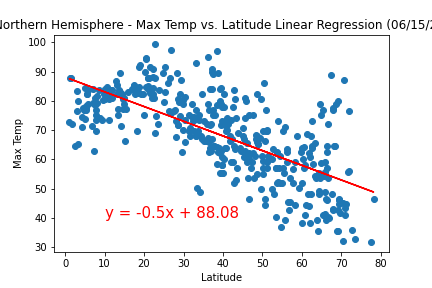 Northern Hemisphere - Max Temp vs. Latitude Linear Regression (06/15/2
100
90
80
70
60
50
40
30
Max Temp
y = -0.5x + 88.08
0 10 20 30 40 50 60 70 80
Latitude